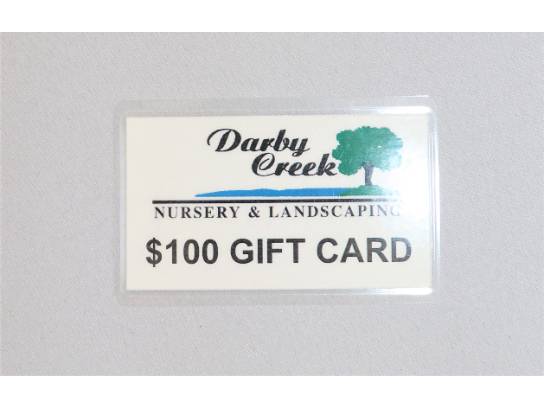 Darby
Creek
NURSERY & LANDSCAPING
$100 GIFT CARD